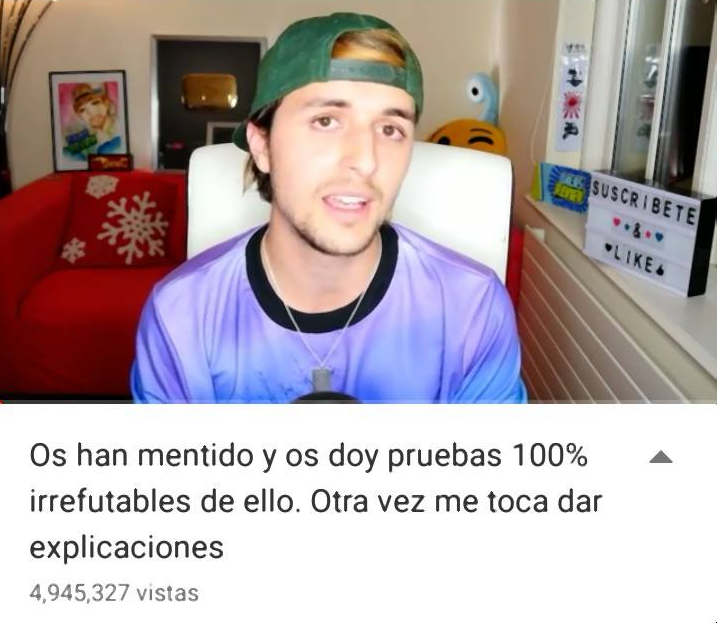 SUSCRIBETE
&
LIKE
Os han mentido y os doy pruebas 100%
irrefutables de ello. Otra vez me toca dar
explicaciones
4,945,327 vistas